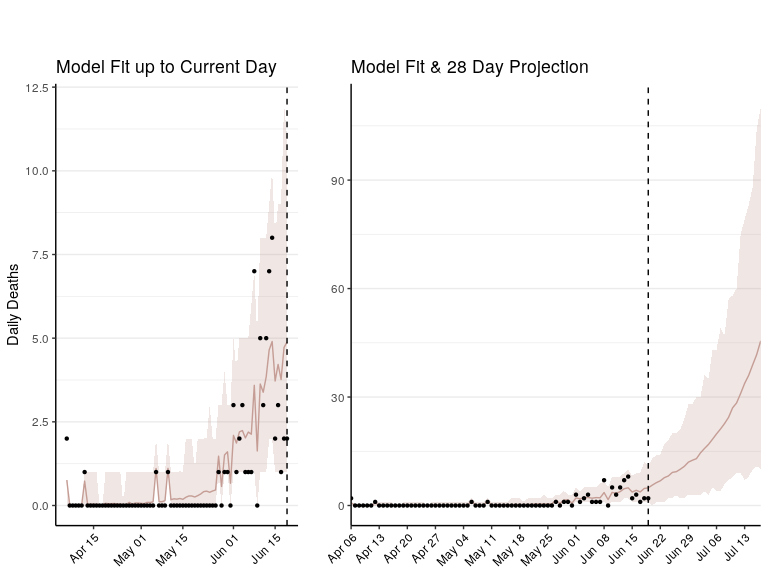 Model Fit up to Current Day
Model Fit & 28 Day Projection
Daily Deaths
12.5
10.0
7.5
5.0
2.5
0.0
Apr 15
May 01
May 15
Jun 01
Jun 15
90
60
30
0
Apr 06
Apr 13
Apr 20
Apr 27
May 04
May 11
May 18
May 25
Jun 01
Jun 08
Jun 15
Jun 22
Jun 29
Jul 06
Jul 13